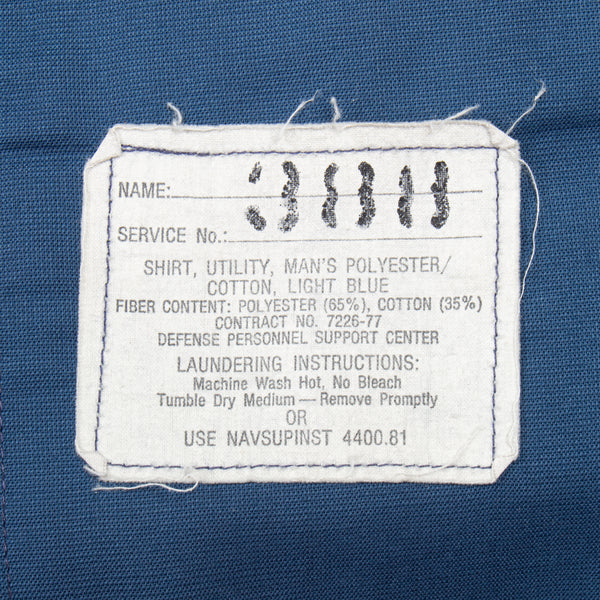 NAME:
SERVICE No.:
SHIRT, UTILITY, MAN'S POLYESTER/
COTTON, LIGHT BLUE
FIBER CONTENT: POLYESTER (65%), COTTON (35%)
CONTRACT NO. 7226-77
DEFENSE PERSONNEL SUPPORT CENTER
LAUNDERING INSTRUCTIONS:
Machine Wash Hot, No Bleach
Tumble Dry Medium—Remove Promptly
OR
USE NAVSUPINST 4400.81